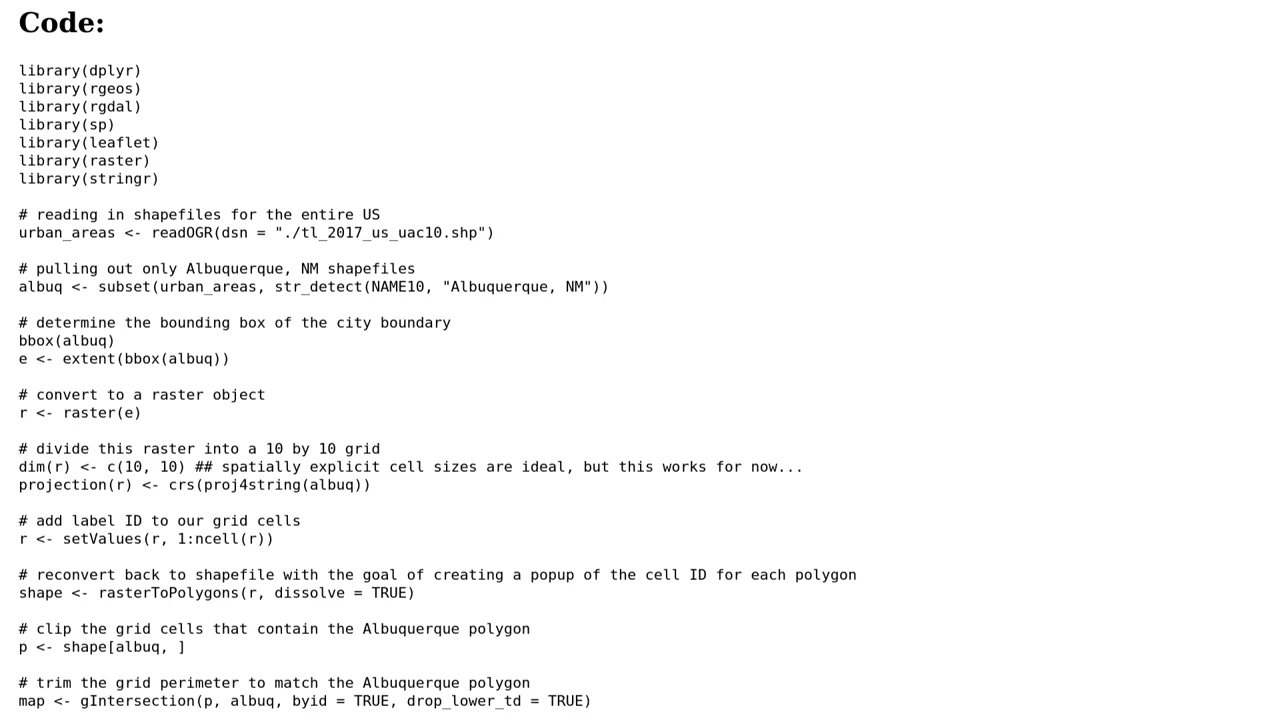 Code:
library(dplyr)
library(rgeos)
library(rgdal)
library(sp)
library(leaflet)
library(raster)
library(stringr)
# reading in shapefiles for the entire US
urban_areas <- readOGR(dsn = "./tl_2017_us_uac10.shp")
# pulling out only Albuquerque, NM shapefiles
albuq <- subset(urban_areas, str_detect(NAME10, "Albuquerque, NM"))
# determine the bounding box of the city boundary
bbox(albuq)
e <- extent(bbox(albuq))
# convert to a raster object
r <- raster(e)
# divide this raster into a 10 by 10 grid
dim(r) <- c(10, 10) ## spatially explicit cell sizes are ideal, but this works for now...
projection(r) <- crs(proj4string(albuq))
# add label ID to our grid cells
r <- setValues(r, 1:ncell(r))
# reconvert back to shapefile with the goal of creating a popup of the cell ID for each polygon
shape <- rasterToPolygons(r, dissolve = TRUE)
# clip the grid cells that contain the Albuquerque polygon
p <- shape[albuq, ]
# trim the grid perimeter to match the Albuquerque polygon
map <- gIntersection(p, albuq, byid = TRUE, drop_lower_td = TRUE)